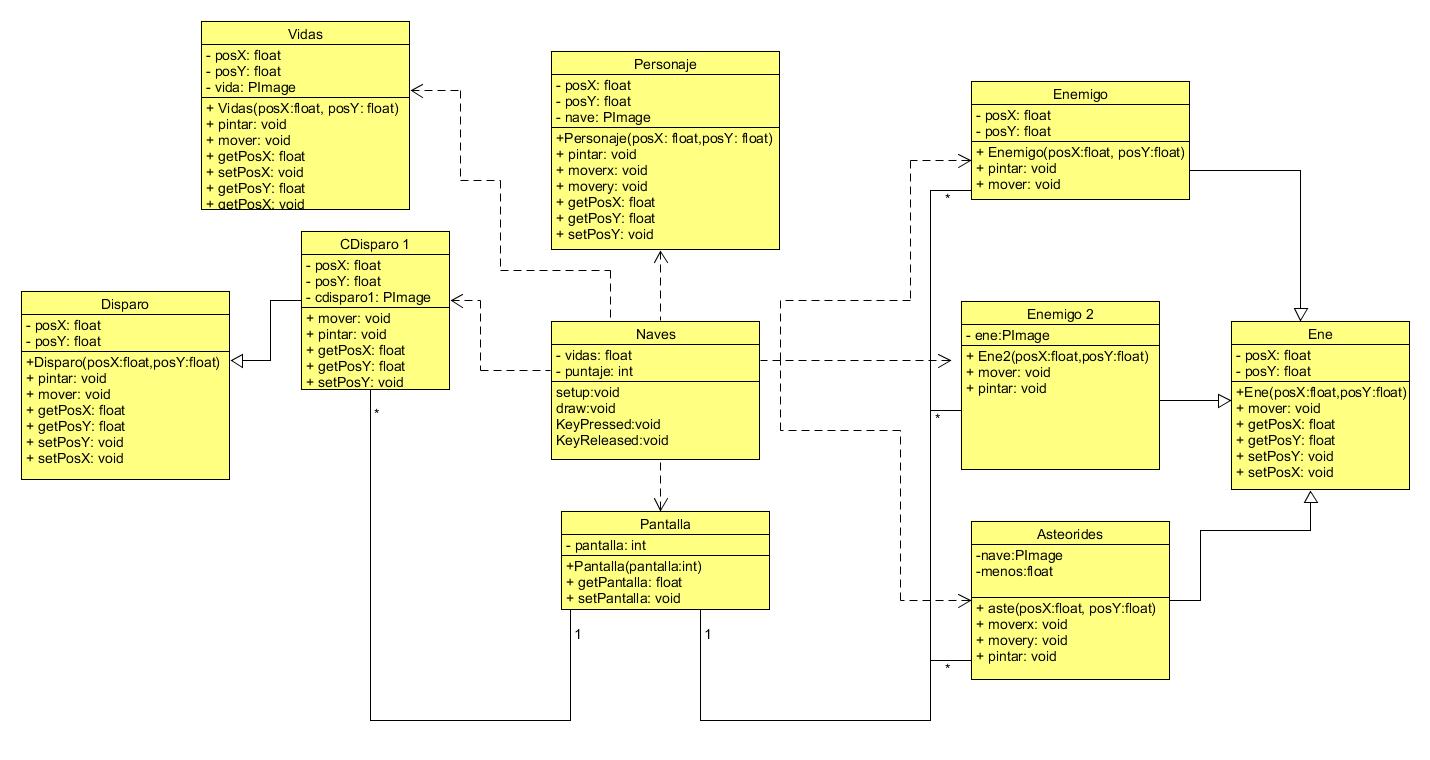 Vidas
- posX: float
- posY: float
- vida: PImage
+ Vidas(posX:float, posY: float)
+ pintar: void
+ mover: void
+ getPosX: float
+ setPosX: void
+ getPosY: float
+ getPosX: void
Personaje
- posX: float
- posY: float
- nave: PImage
+Personaje(posX: float,posY: float)
+ pintar: void
+ moverx: void
+ movery: void
+ getPosX: float
+ getPosY: float
+ setPosY: void
Enemigo
- posX: float
- posY: float
+ Enemigo(posX:float, posY:float)
+ pintar: void
+ mover: void
*
CDisparo 1
- posX: float
- posY: float
- cdisparo1: PImage
+ mover: void
+ pintar: void
+ getPosX: float
+ getPosY: float
+ setPosY: void
*
Disparo
- posX: float
- posY: float
+Disparo(posX:float,posY:float)
+ pintar: void
+ mover: void
+ getPosX: float
+ getPosY: float
+ setPosY: void
+ setPosX: void
Naves
- vidas: float
- puntaje: int
setup:void
draw:void
KeyPressed:void
KeyReleased:void
Enemigo 2
- ene:PImage
+ Ene2(posX:float,posY:float)
+ mover: void
+ pintar: void
*
Ene
- posX: float
- posY: float
+Ene(posX:float,posY:float)
+ mover: void
+ getPosX: float
+ getPosY: float
+ setPosY: void
+ setPosX: void
Pantalla
- pantalla: int
+Pantalla(pantalla:int)
+ getPantalla: float
+ setPantalla: void
1
1
Asteorides
-nave:PImage
-menos:float
+ aste(posX:float, posY:float)
+ moverx: void
+ movery: void
+ pintar: void
*